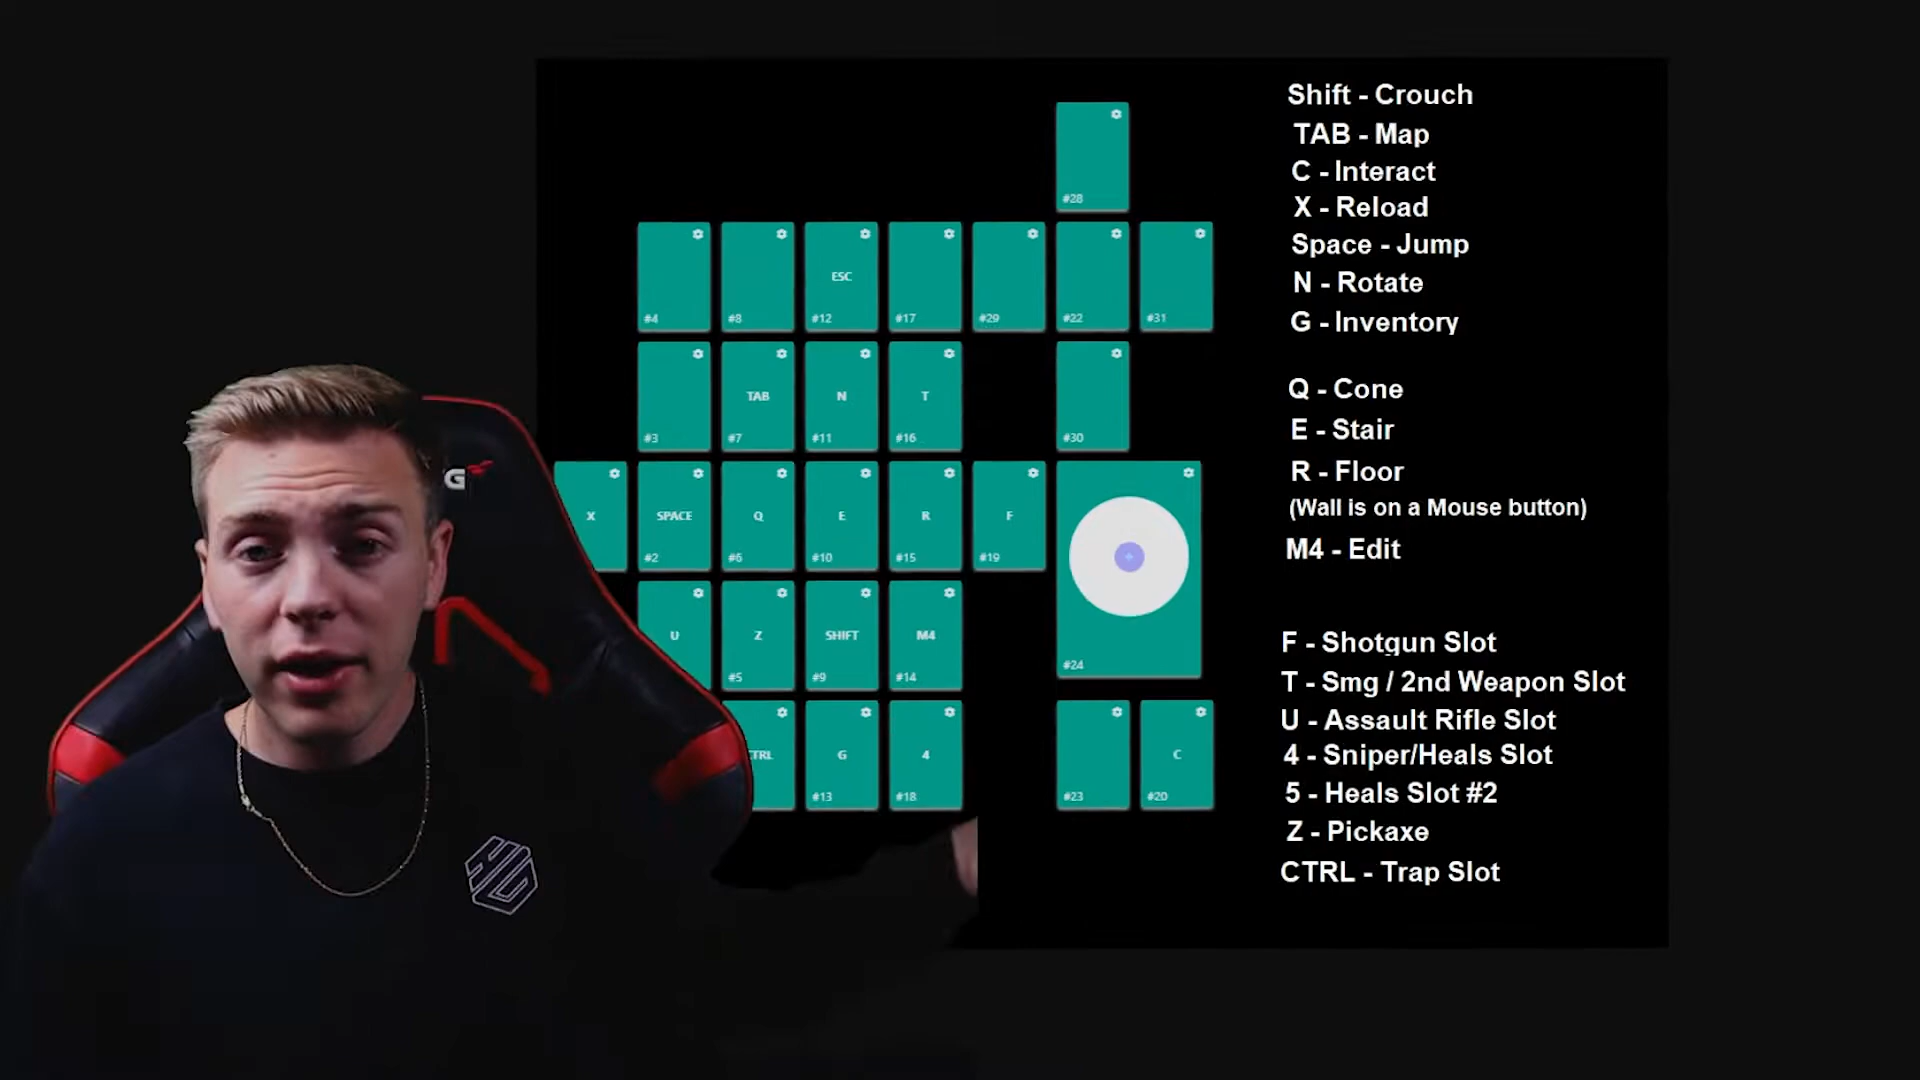 #28
#4
#8
ESC
#12
#17
#29
#22
#31
#3
TAB
#7
N
#11
T
#16
#30
X
SPACE
#2
Q
#6
E
#10
R
#15
F
#19
#24
U
Z
#5
SHIFT
#9
M4
#14
G
#13
4
#18
#23
C
#20
G
Shift - Crouch
TAB - Map
C - Interact
X - Reload
Space - Jump
N - Rotate
G - Inventory
Q - Cone
E - Stair
R - Floor
(Wall is on a Mouse button)
M4 - Edit
F - Shotgun Slot
T - Smg / 2nd Weapon Slot
U - Assault Rifle Slot
4 - Sniper/Heals Slot
5 - Heals Slot #2
Z - Pickaxe
CTRL - Trap Slot